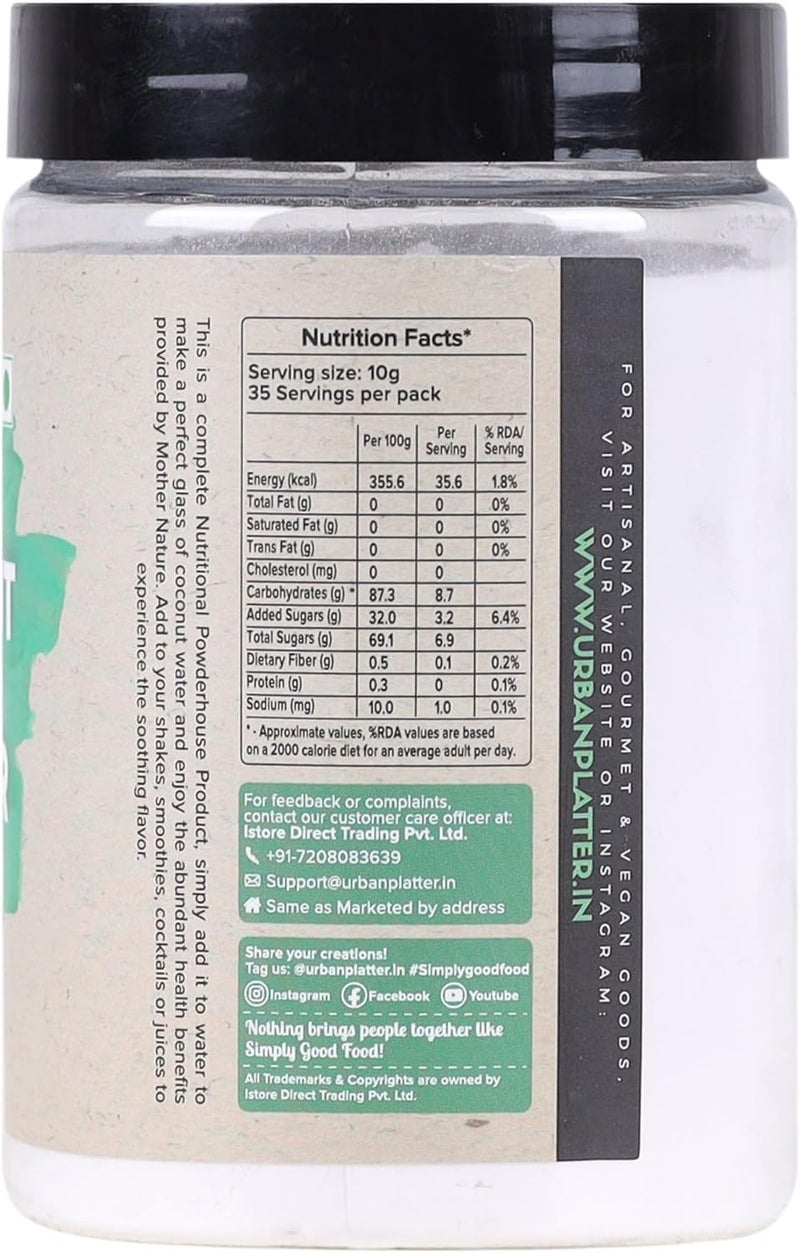 This is a complete Nutritional Powerhouse Product, simply add it to water to
make a perfect glass of coconut water and enjoy the abundant health benefits
provided by Mother Nature. Add to your shakes, smoothies, cocktails or juices to
experience the soothing flavor.
Nutrition Facts*
Serving size: 10g
35 Servings per pack
Per 100g Per Serving % RDA/ Serving
Energy (kcal) 355.6 35.6 1.8%
Total Fat (g) 0 0 0%
Saturated Fat (g) 0 0 0%
Trans Fat (g) 0 0 0%
Cholesterol (mg) 0 0
Carbohydrates (g) * 87.3 8.7
Added Sugars (g) 32.0 3.2 6.4%
Total Sugars (g) 69.1 6.9
Dietary Fiber (g) 0.5 0.1 0.2%
Protein (g) 0.3 0 0.1%
Sodium (mg) 10.0 1.0 0.1%
* - Approximate values, %RDA values are based
on a 2000 calorie diet for an average adult per day.
For feedback or complaints,
contact our customer care officer at:
Istore Direct Trading Pvt. Ltd.
+91-7208083639
Support@urbanplatter.in
Same as Marketed by address
Share your creations!
Tag us: @urbanplatter.in #Simplygoodfood
Instagram Facebook Youtube
Nothing brings people together like
Simply Good Food!
All Trademarks & Copyrights are owned by
Istore Direct Trading Pvt. Ltd.
FOR ARTISANAL, GOURMET & VEGAN GOODS,
VISIT OUR WEBSITE OR INSTAGRAM:
WWW.URBANPLATTER.IN